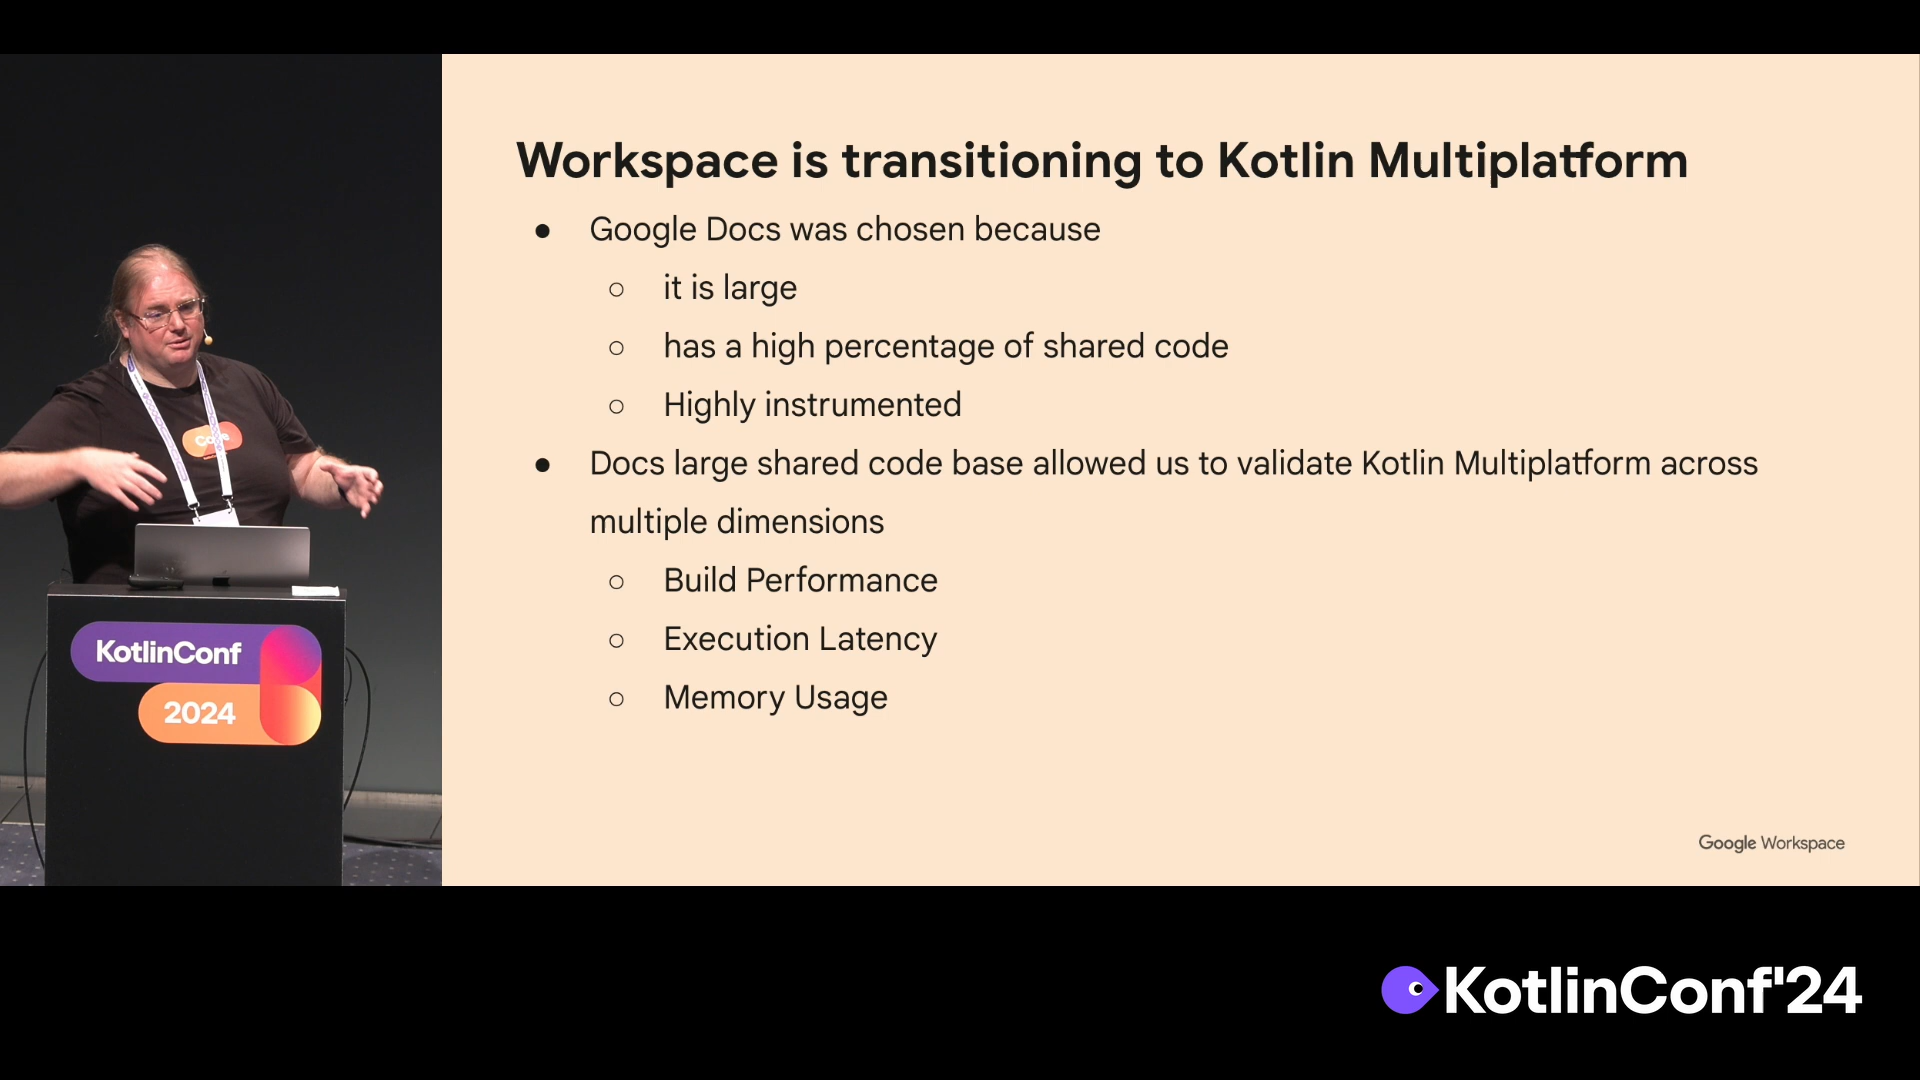 Workspace is transitioning to Kotlin Multiplatform
● Google Docs was chosen because
○ it is large
○ has a high percentage of shared code
○ Highly instrumented
● Docs large shared code base allowed us to validate Kotlin Multiplatform across
multiple dimensions
○ Build Performance
○ Execution Latency
○ Memory Usage
Google Workspace
KotlinConf
2024
KotlinConf'24